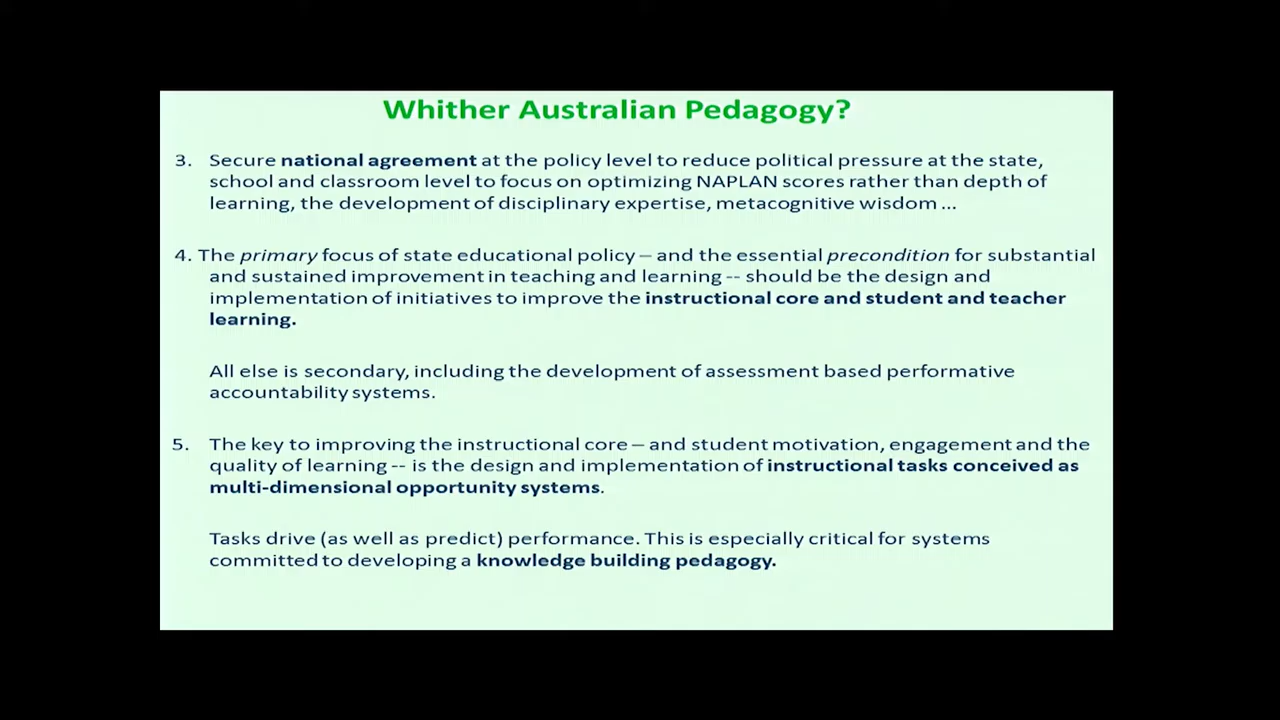 Whither Australian Pedagogy?
3. Secure national agreement at the policy level to reduce political pressure at the state,
school and classroom level to focus on optimizing NAPLAN scores rather than depth of
learning, the development of disciplinary expertise, metacognitive wisdom ...
4. The primary focus of state educational policy – and the essential precondition for substantial
and sustained improvement in teaching and learning -- should be the design and
implementation of initiatives to improve the instructional core and student and teacher
learning.
All else is secondary, including the development of assessment based performative
accountability systems.
5. The key to improving the instructional core – and student motivation, engagement and the
quality of learning -- is the design and implementation of instructional tasks conceived as
multi-dimensional opportunity systems.
Tasks drive (as well as predict) performance. This is especially critical for systems
committed to developing a knowledge building pedagogy.